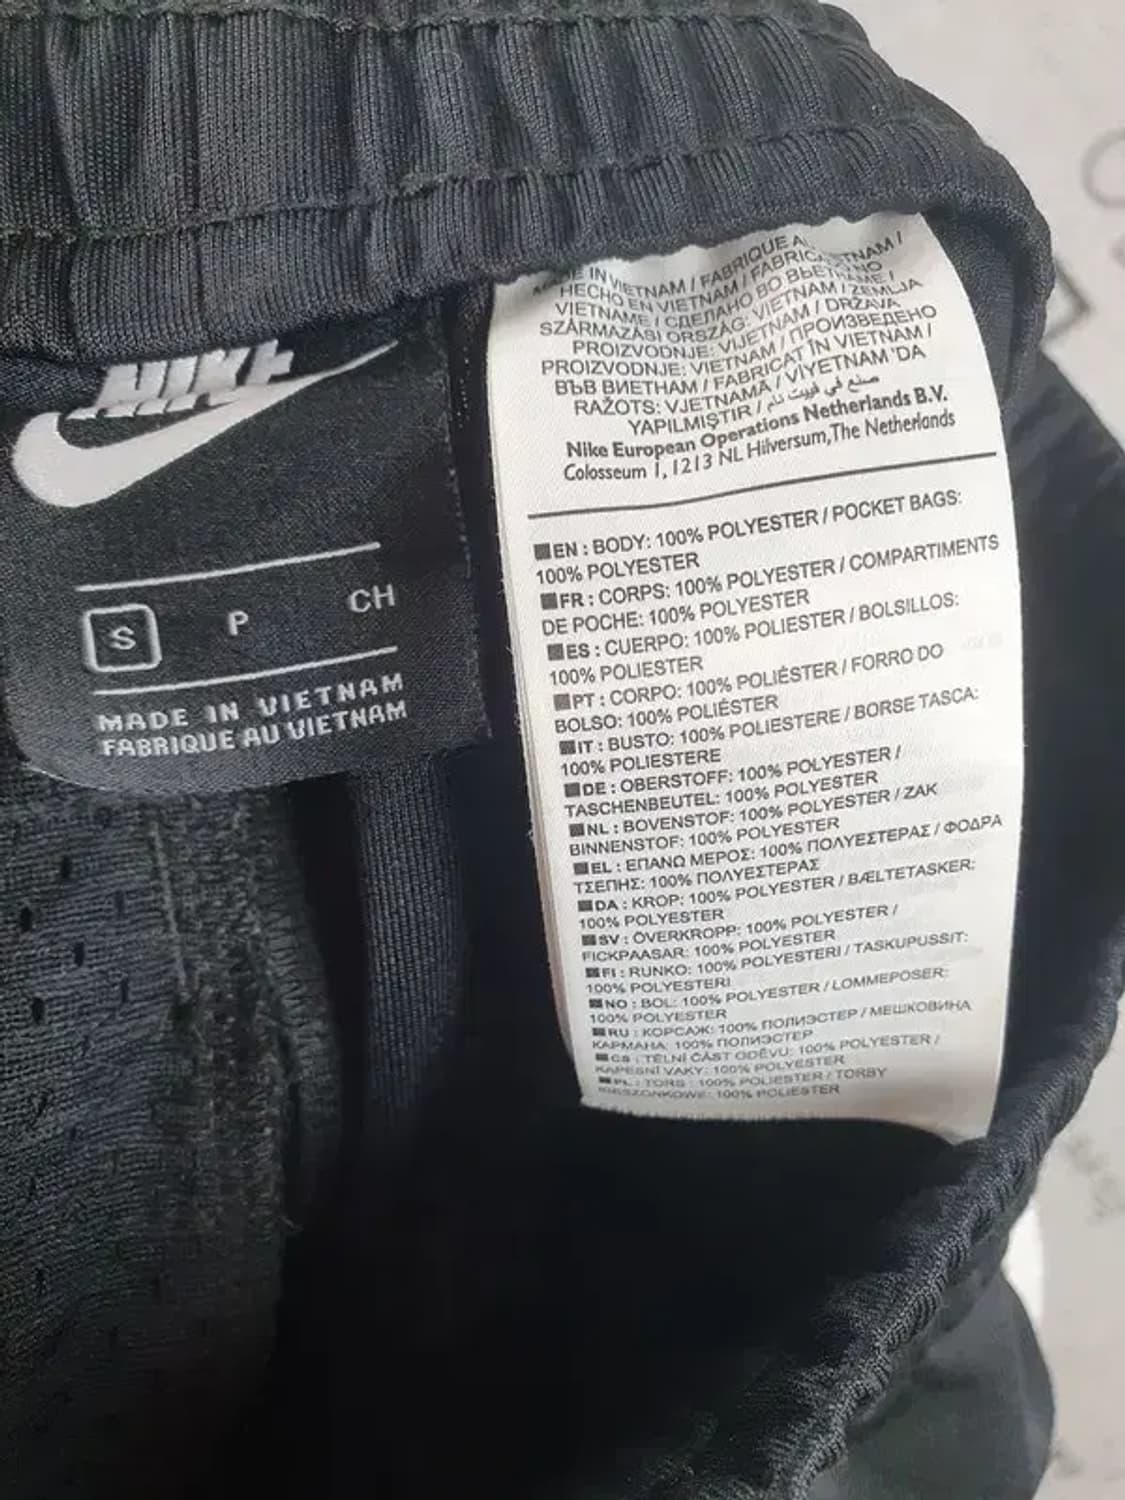 NIKE
S P CH
MADE IN VIETNAM
FABRIQUE AU VIETNAM
IN VIETNAM / FABRIQUE
HECHO EN VIETNAM /
VIETNAME / СДЕЛАНО ВО
SZÁRMAZÁSI ORSZÁG: VIETNAM / ZEMLJA
PROIZVODNJE: VIJETNAM / DRŽAVA
PROIZVODNJE: VIETNAM / ПРОИЗВЕДЕНО
ВЪВ ВИЕТНАМ / FABRICAT ÎN VIETNAM /
RAŽOTS: VJETNAMA / VİYETNAM 'DA
YAPILMIŞTIR / صنع في فييت نام
Nike European Operations Netherlands B.V.
Colosseum 1, 1213 NL Hilversum, The Netherlands
EN : BODY: 100% POLYESTER / POCKET BAGS:
100% POLYESTER
FR : CORPS: 100% POLYESTER / COMPARTIMENTS
DE POCHE: 100% POLYESTER
ES : CUERPO: 100% POLIESTER / BOLSILLOS:
100% POLIESTER
PT : CORPO: 100% POLIÉSTER / FORRO DO
BOLSO: 100% POLIÉSTER
IT : BUSTO: 100% POLIESTERE / BORSE TASCA:
100% POLIESTERE
DE : OBERSTOFF: 100% POLYESTER /
TASCHENBEUTEL: 100% POLYESTER
NL : BOVENSTOF: 100% POLYESTER / ZAK
BINNENSTOF: 100% POLYESTER
EL : ΕΠΑΝΩ ΜΕΡΟΣ: 100% ΠΟΛΥΕΣΤΕΡΑΣ / ΦΟΔΡΑ
ΤΣΕΠΗΣ: 100% ΠΟΛΥΕΣΤΕΡΑΣ
DA : KROP: 100% POLYESTER / BÆLTETASKER:
100% POLYESTER
SV : ÖVERKROPP: 100% POLYESTER /
FICKPAASAR: 100% POLYESTER
FI : RUNKO: 100% POLYESTERI / TASKUPUSSIT:
100% POLYESTERI
NO : BOL: 100% POLYESTER / LOMMEPOSER:
100% POLYESTER
RU : КОРСАЖ: 100% ПОЛИЭСТЕР / МЕШКОВИНА
КАРМАНА: 100% ПОЛИЭСТЕР
CS : TĚLNÍ ČÁST ODĚVU: 100% POLYESTER /
KAPESNÍ VAKY: 100% POLYESTER
PL : TORS : 100% POLIESTER / TORBY
KIESZONKOWE: 100% POLIESTER